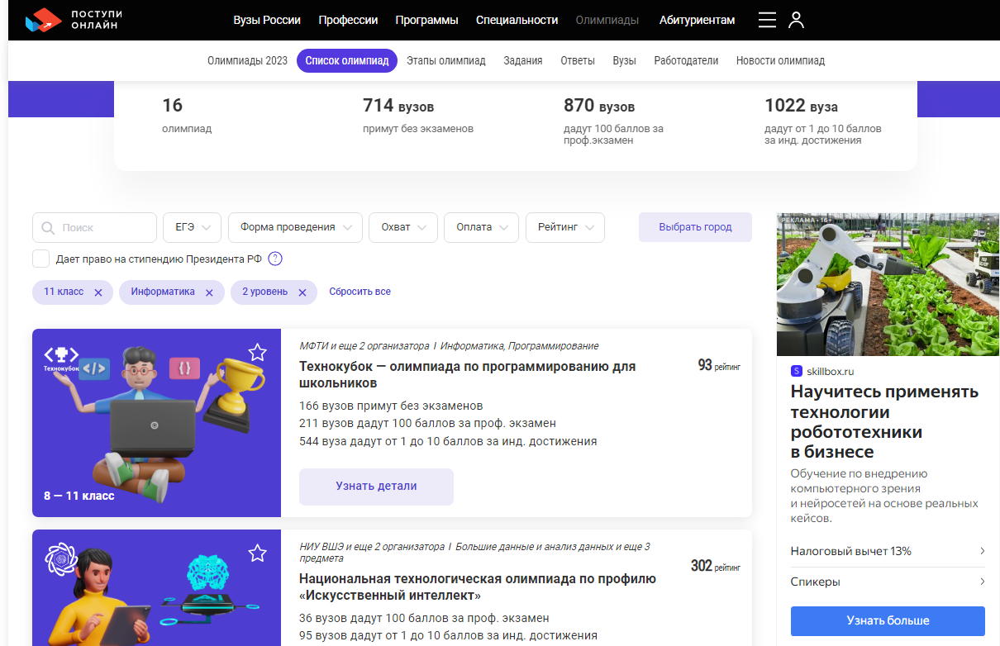 ПОСТУПИ
ОНЛАЙН
Вузы России
Профессии
Программы
Специальности
Олимпиады
Абитуриентам
Олимпиады 2023
Список олимпиад
Этапы олимпиад
Задания
Ответы
Вузы
Работодатели
Новости олимпиад
16
олимпиад
714 вузов
примут без экзаменов
870 вузов
дадут 100 баллов за
проф.экзамен
1022 вуза
дадут от 1 до 10 баллов
за инд. достижения
Поиск
ЕГЭ
Форма проведения
Охват
Оплата
Рейтинг
Выбрать город
Дает право на стипендию Президента РФ ?
11 класс
Информатика
2 уровень
Сбросить все
Технокубок
8 — 11 класс
МФТИ и еще 2 организатора I Информатика, Программирование
Технокубок — олимпиада по программированию для
школьников
93 рейтинг
166 вузов примут без экзаменов
211 вузов дадут 100 баллов за проф. экзамен
544 вуза дадут от 1 до 10 баллов за инд. достижения
Узнать детали
НИУ ВШЭ и еще 2 организатора I Большие данные и анализ данных и еще 3
предмета
Национальная технологическая олимпиада по профилю
«Искусственный интеллект»
302 рейтинг
36 вузов дадут 100 баллов за проф. экзамен
95 вузов дадут от 1 до 10 баллов за инд. достижения
РЕКЛАМА • 16+
S skillbox.ru
Научитесь применять
технологии
робототехники
в бизнесе
Обучение по внедрению
компьютерного зрения
и нейросетей на основе реальных
кейсов.
Налоговый вычет 13%
Спикеры
Узнать больше